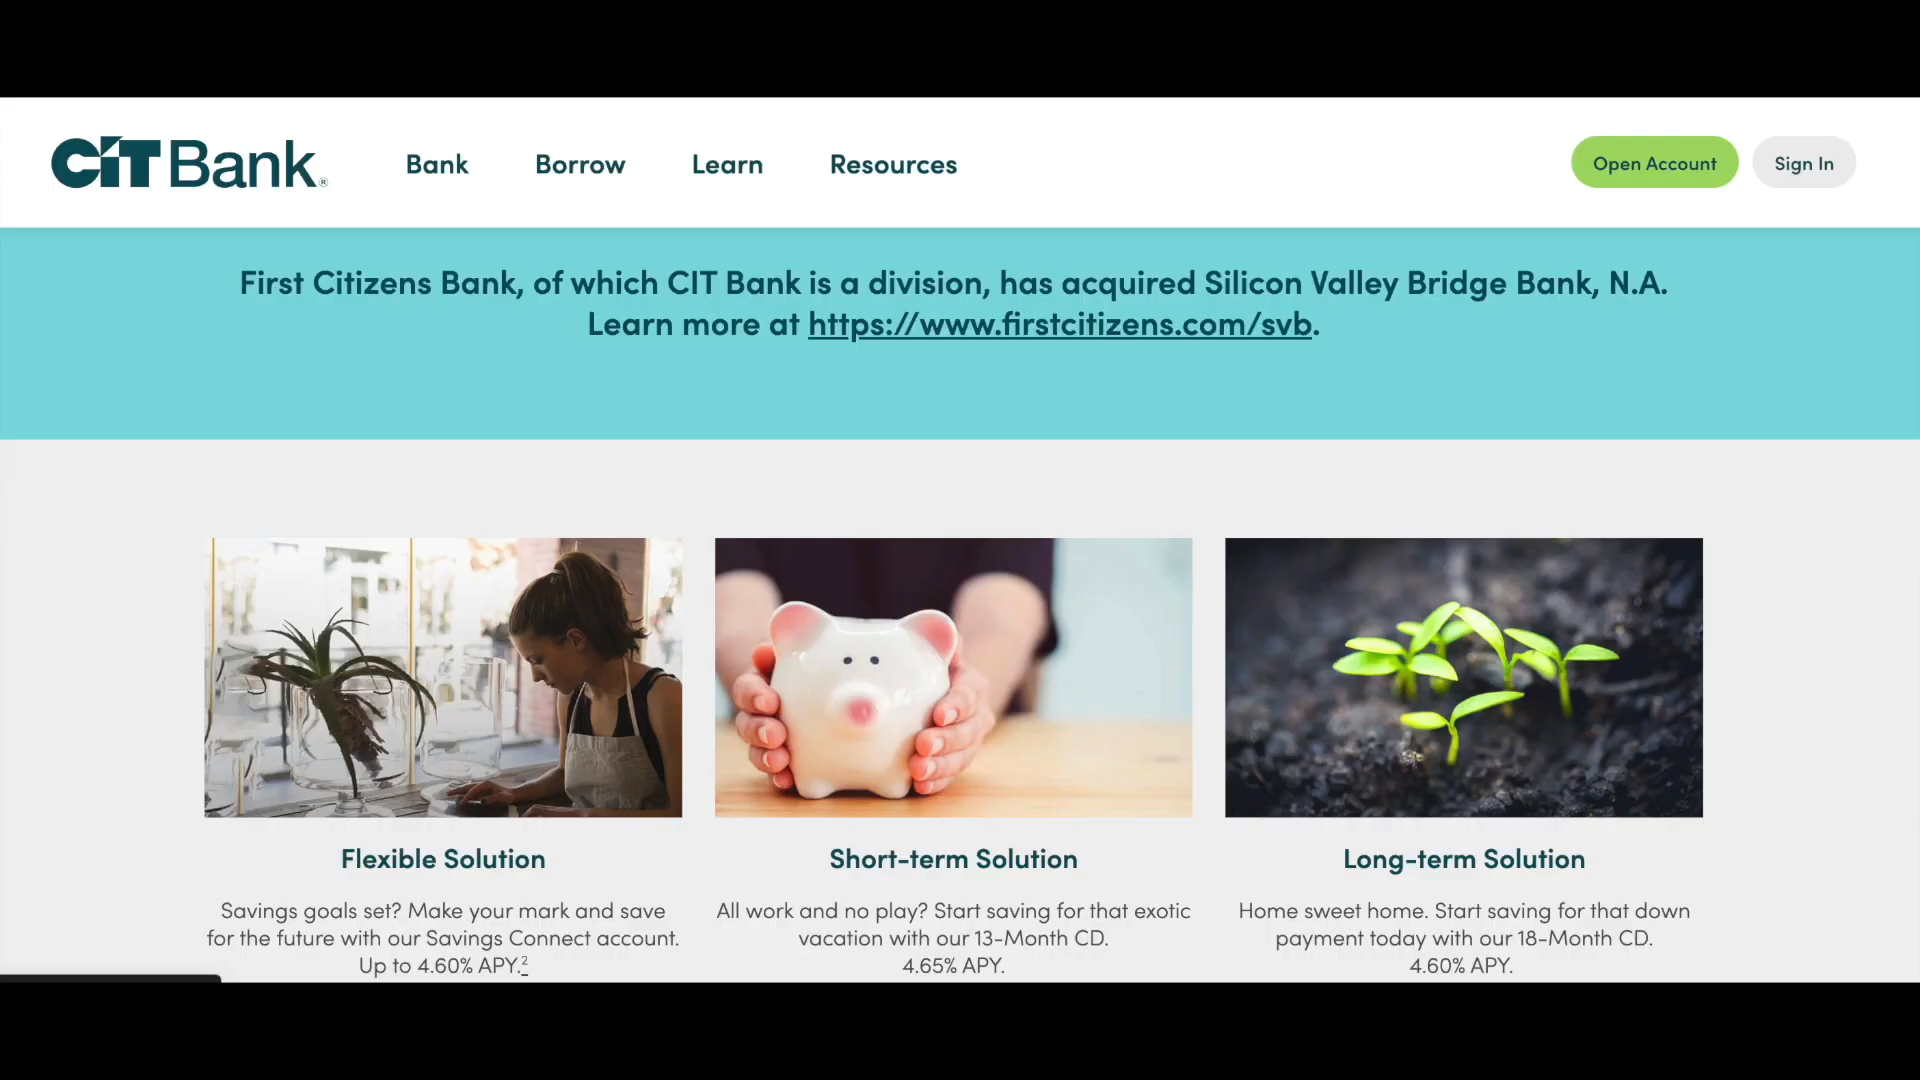 CIT Bank®
Bank
Borrow
Learn
Resources
Open Account
Sign In
First Citizens Bank, of which CIT Bank is a division, has acquired Silicon Valley Bridge Bank, N.A.
Learn more at https://www.firstcitizens.com/svb.
Flexible Solution
Savings goals set? Make your mark and save
for the future with our Savings Connect account.
Up to 4.60% APY.2
Short-term Solution
All work and no play? Start saving for that exotic
vacation with our 13-Month CD.
4.65% APY.
Long-term Solution
Home sweet home. Start saving for that down
payment today with our 18-Month CD.
4.60% APY.